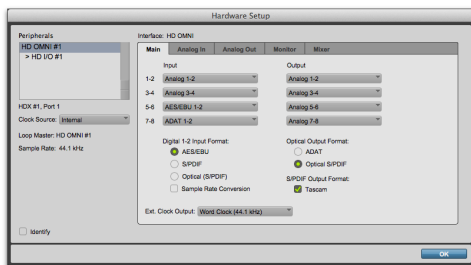 Hardware Setup
Peripherals
HD OMNI #1
> HD I/O #1
HDX #1, Port 1
Clock Source: Internal
Loop Master: HD OMNI #1
Sample Rate: 44.1 kHz
Identify
Interface: HD OMNI
Main Analog In Analog Out Monitor Mixer
Input Output
1-2 Analog 1-2 Analog 1-2
3-4 Analog 3-4 Analog 3-4
5-6 AES/EBU 1-2 Analog 5-6
7-8 ADAT 1-2 Analog 7-8
Digital 1-2 Input Format: Optical Output Format:
AES/EBU ADAT
S/PDIF Optical S/PDIF
Optical (S/PDIF) S/PDIF Output Format:
Sample Rate Conversion Tascam
Ext. Clock Output: Word Clock (44.1 kHz)
OK